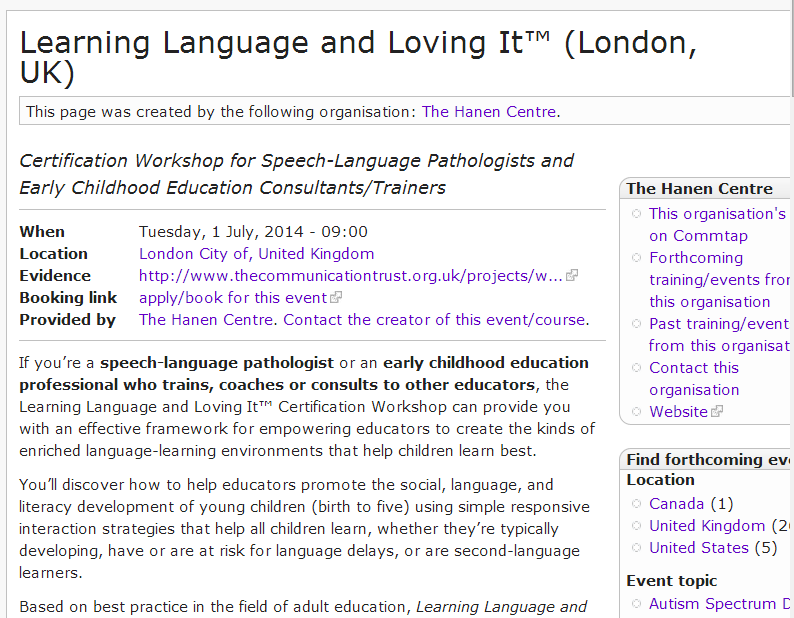 Learning Language and Loving It™ (London,
UK)
This page was created by the following organisation: The Hanen Centre.
Certification Workshop for Speech-Language Pathologists and
Early Childhood Education Consultants/Trainers
When Tuesday, 1 July, 2014 - 09:00
Location London City of, United Kingdom
Evidence http://www.thecommunicationtrust.org.uk/projects/w...
Booking link apply/book for this event
Provided by The Hanen Centre. Contact the creator of this event/course.
If you’re a speech-language pathologist or an early childhood education
professional who trains, coaches or consults to other educators, the
Learning Language and Loving It™ Certification Workshop can provide you
with an effective framework for empowering educators to create the kinds of
enriched language-learning environments that help children learn best.
You’ll discover how to help educators promote the social, language, and
literacy development of young children (birth to five) using simple responsive
interaction strategies that help all children learn, whether they’re typically
developing, have or are at risk for language delays, or are second-language
learners.
Based on best practice in the field of adult education, Learning Language and
The Hanen Centre
This organisation's
on Commtap
Forthcoming
training/events from
this organisation
Past training/event
from this organisat
Contact this
organisation
Website
Find forthcoming eve
Location
Canada (1)
United Kingdom (2
United States (5)
Event topic
Autism Spectrum D